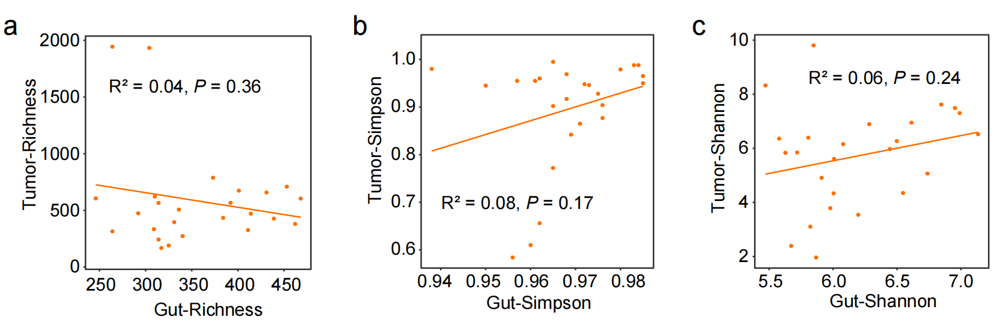 a
2000
1500
1000
500
0
Tumor-Richness
R² = 0.04, P = 0.36
250 300 350 400 450
Gut-Richness
b
1.0
0.9
0.8
0.7
0.6
Tumor-Simpson
R² = 0.08, P = 0.17
0.94 0.95 0.96 0.97 0.98
Gut-Simpson
c
10
8
6
4
2
Tumor-Shannon
R² = 0.06, P = 0.24
5.5 6.0 6.5 7.0
Gut-Shannon